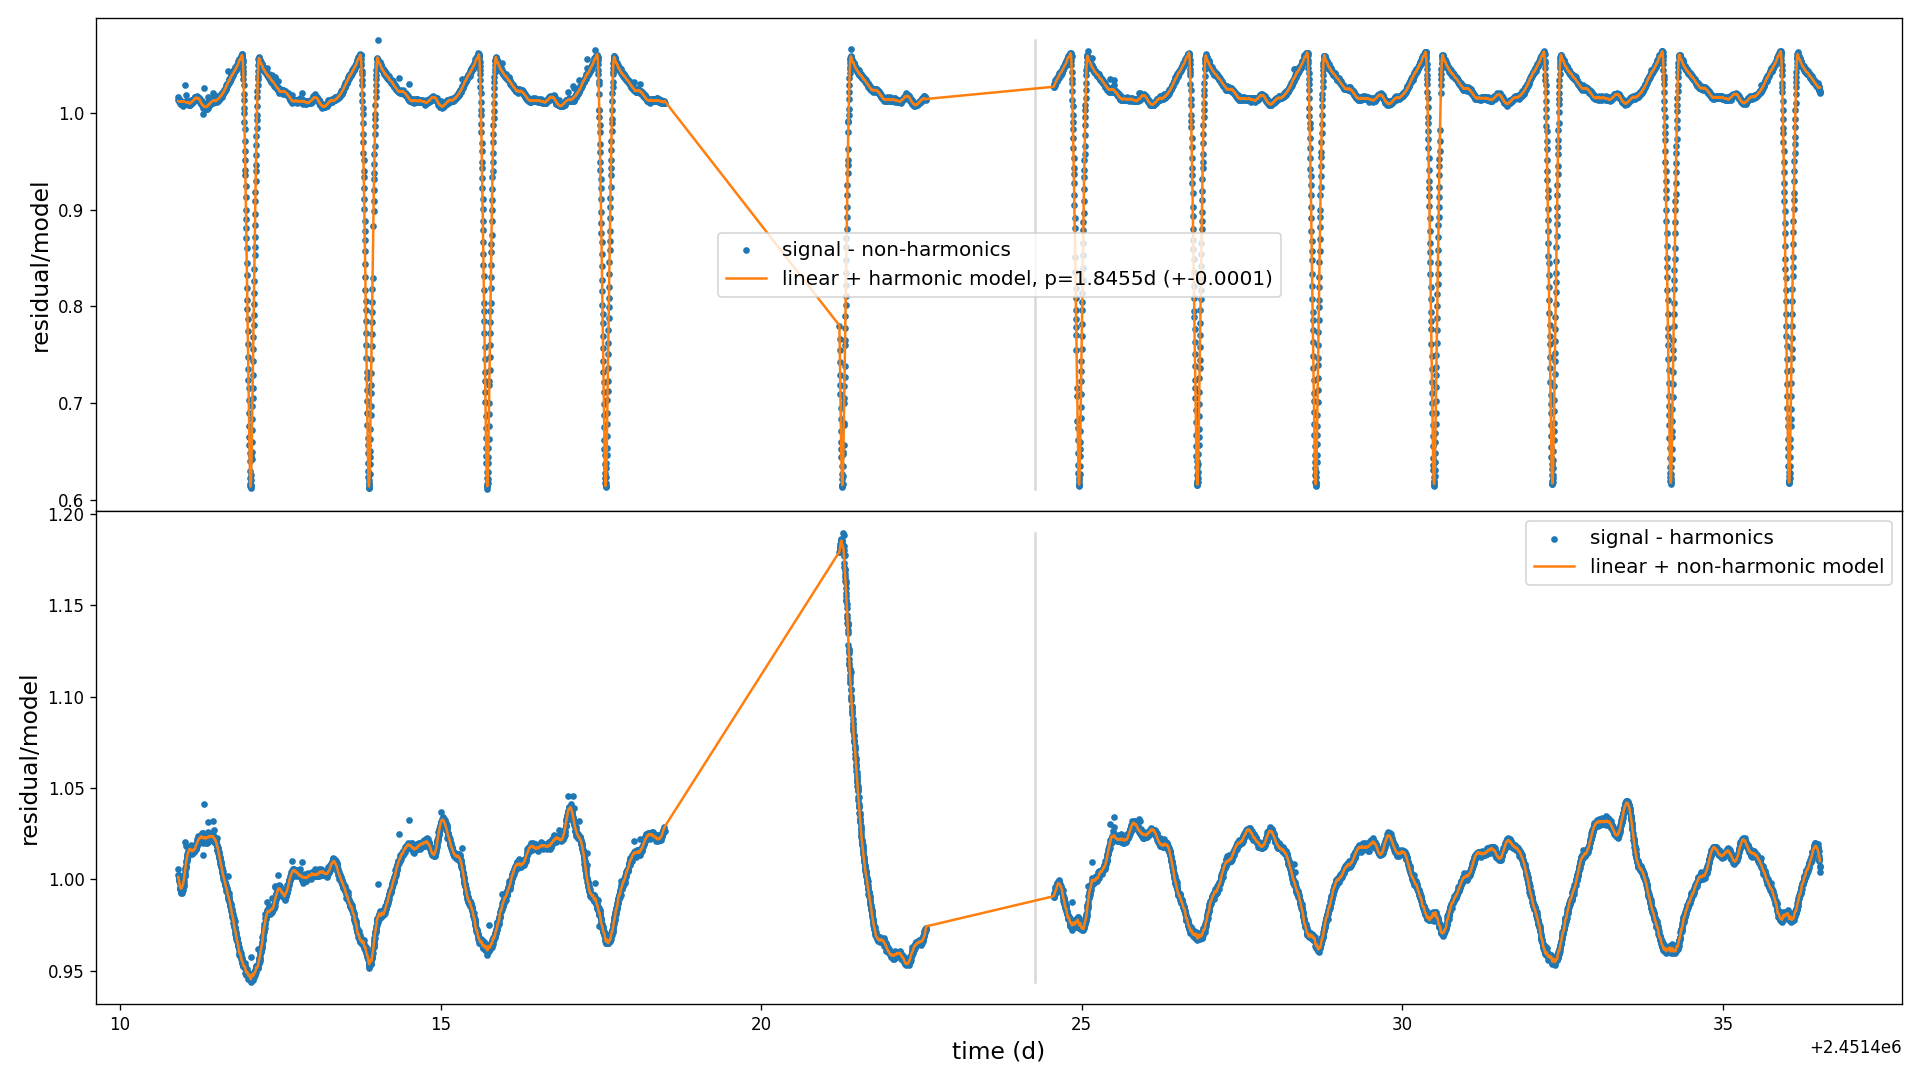 1.0
0.9
0.8
0.7
0.6
residual/model
signal - non-harmonics
linear + harmonic model, p=1.8455d (+-0.0001)
1.20
1.15
1.10
1.05
1.00
0.95
residual/model
signal - harmonics
linear + non-harmonic model
10 15 20 25 30 35
time (d)
+2.4514e6